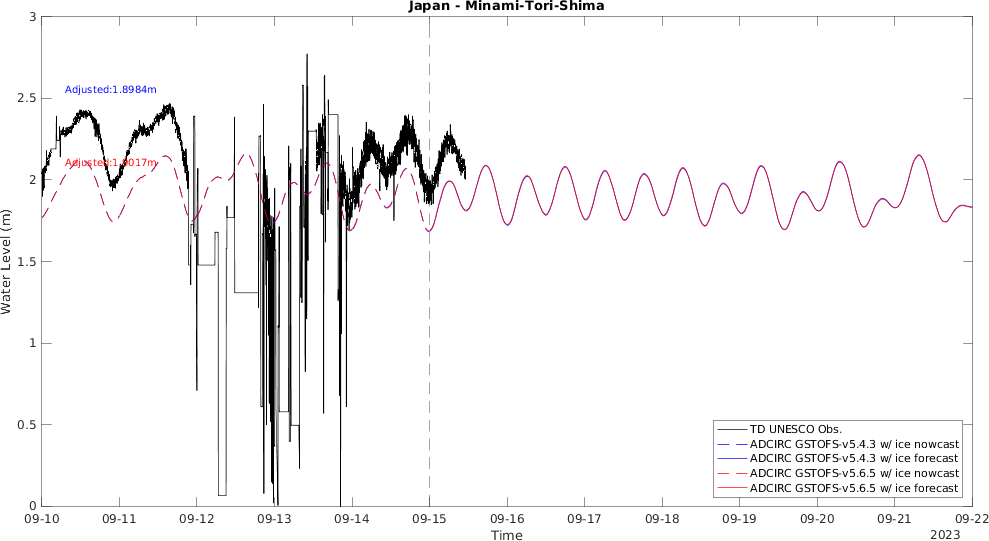 Japan - Minami-Tori-Shima
Water Level (m)
3
2.5
2
1.5
1
0.5
0
Adjusted:1.8984m
Adjusted:1.9017m
09-10
09-11
09-12
09-13
09-14
09-15
09-16
09-17
09-18
09-19
09-20
09-21
09-22
Time
2023
TD UNESCO Obs.
ADCIRC GSTOFS-v5.4.3 w/ ice nowcast
ADCIRC GSTOFS-v5.4.3 w/ ice forecast
ADCIRC GSTOFS-v5.6.5 w/ ice nowcast
ADCIRC GSTOFS-v5.6.5 w/ ice forecast